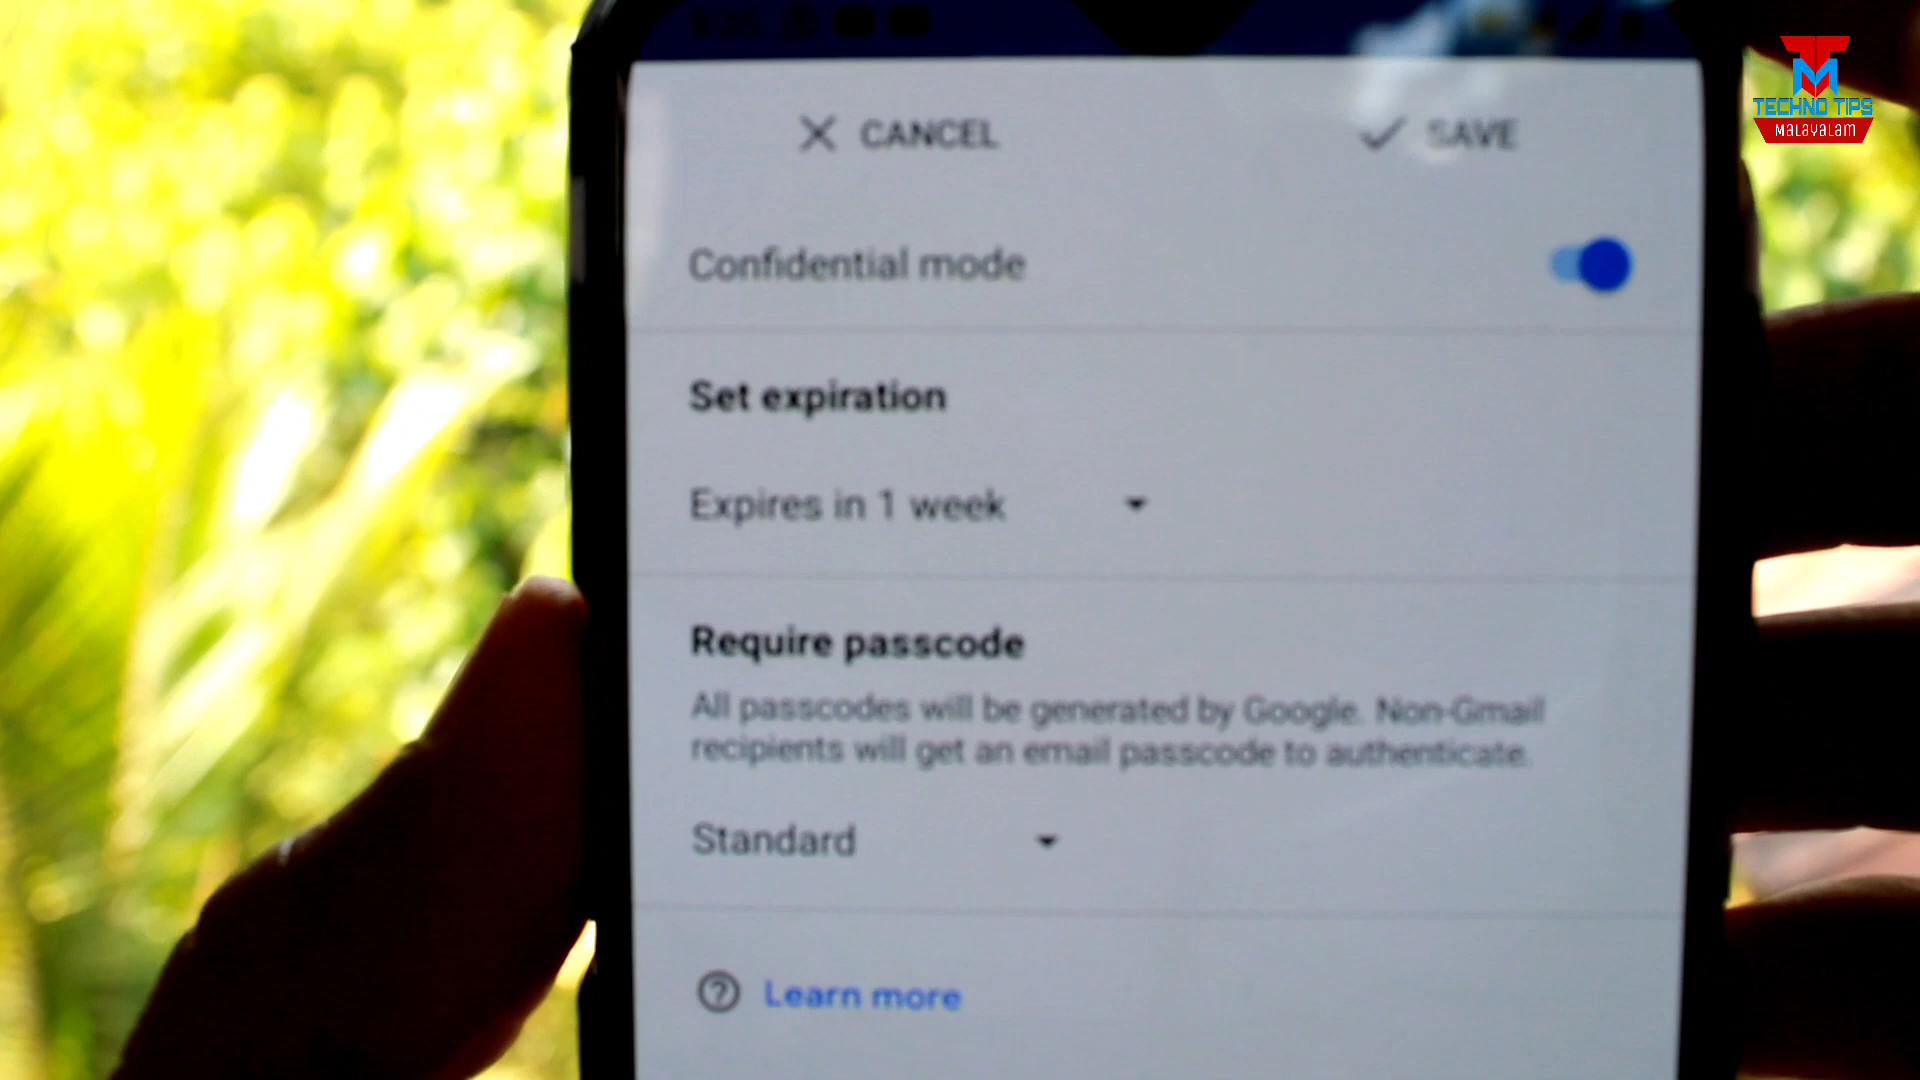 CANCEL
SAVE
Confidential mode
Set expiration
Expires in 1 week
Require passcode
All passcodes will be generated by Google. Non-Gmail
recipients will get an email passcode to authenticate.
Standard
Learn more
TM
TECHNO TIPS
MALAYALAM